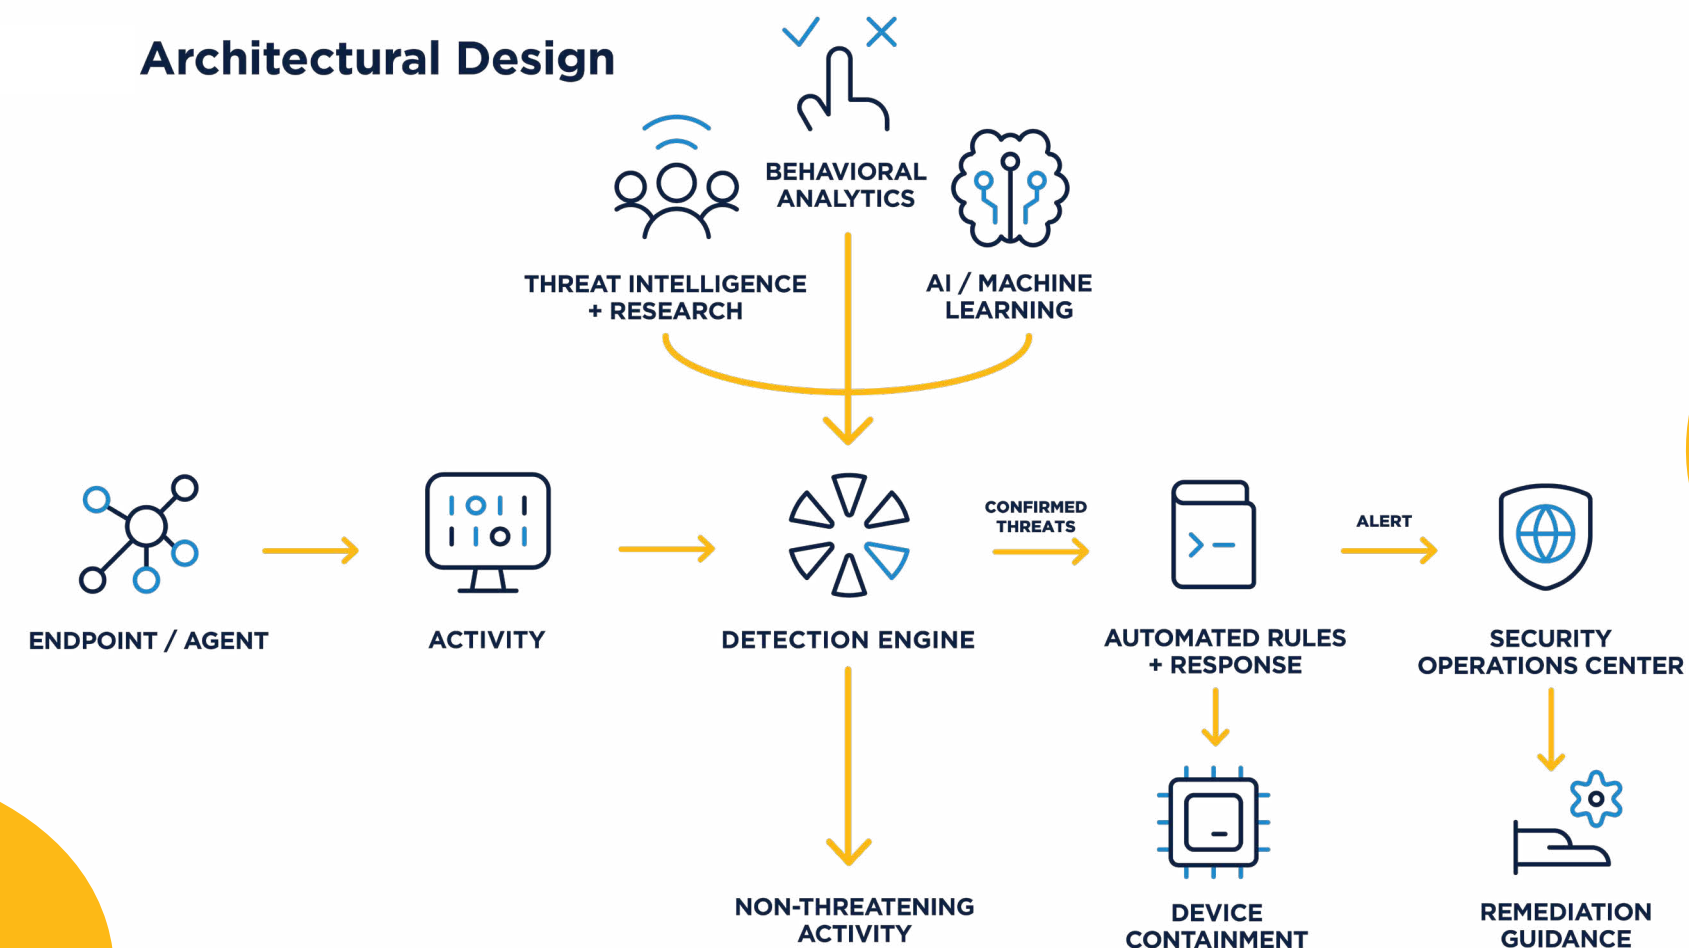 Architectural Design
BEHAVIORAL
ANALYTICS
THREAT INTELLIGENCE
+ RESEARCH
AI / MACHINE
LEARNING
ENDPOINT / AGENT
ACTIVITY
DETECTION ENGINE
CONFIRMED
THREATS
AUTOMATED RULES
+ RESPONSE
ALERT
SECURITY
OPERATIONS CENTER
NON-THREATENING
ACTIVITY
DEVICE
CONTAINMENT
REMEDIATION
GUIDANCE